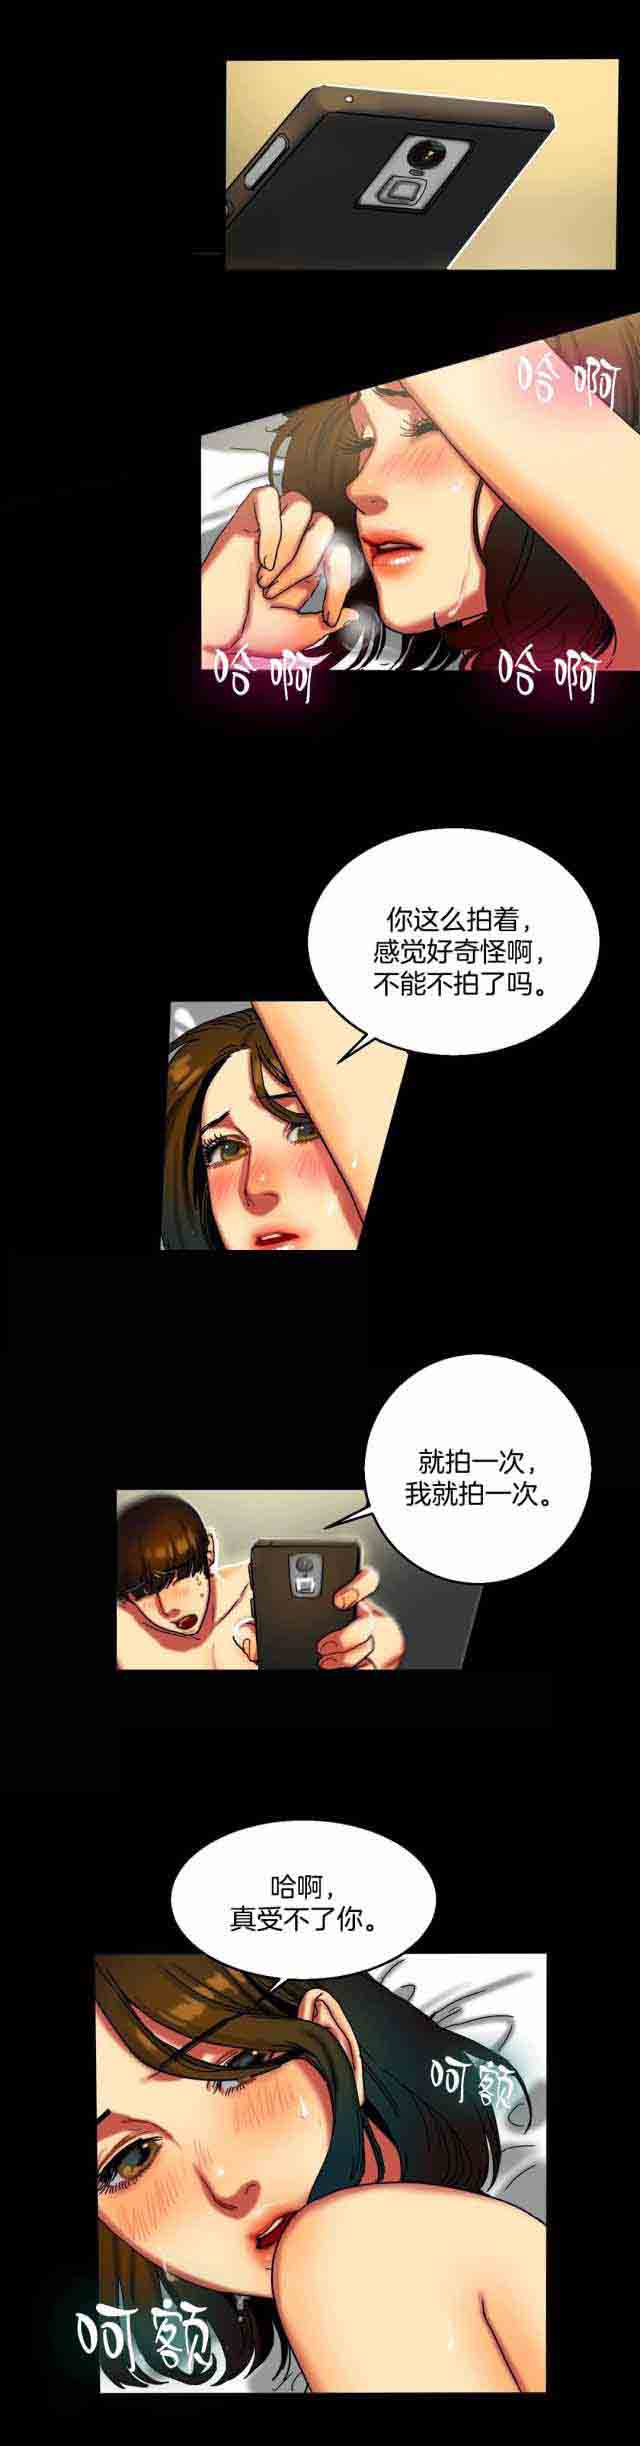 哈啊
哈啊
哈啊
你这么拍着，
感觉好奇怪啊，
不能不拍了吗。
就拍一次，
我就拍一次。
哈啊，
真受不了你。
呵额
呵额